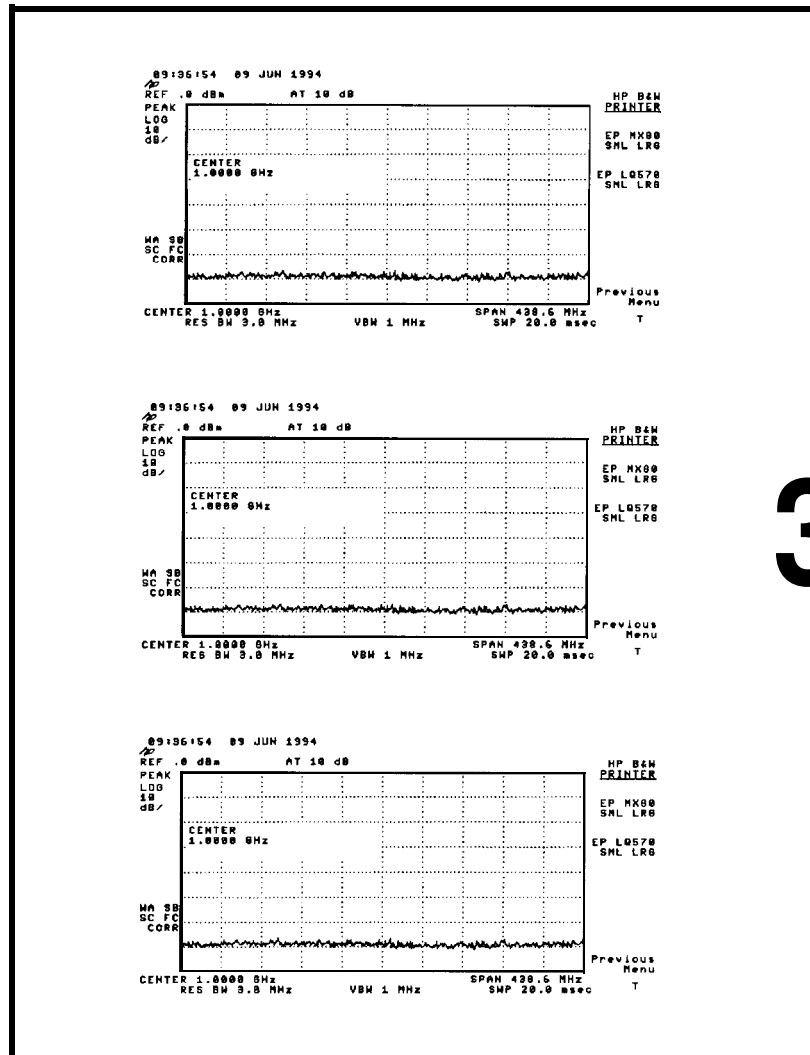 09:36:54 09 JUN 1994
hp
REF .0 dBm AT 10 dB
PEAK
LOG
10
dB/
CENTER
1.0000 GHz
WA SB
SC FC
CORR
CENTER 1.0000 GHz SPAN 438.6 MHz
RES BW 3.0 MHz VBW 1 MHz SWP 20.0 msec
HP B&W
PRINTER
EP MX80
SML LRG
EP LQ570
SML LRG
Previous
Menu
T
09:36:54 09 JUN 1994
hp
REF .0 dBm AT 10 dB
PEAK
LOG
10
dB/
CENTER
1.0000 GHz
WA SB
SC FC
CORR
CENTER 1.0000 GHz SPAN 438.6 MHz
RES BW 3.0 MHz VBW 1 MHz SWP 20.0 msec
HP B&W
PRINTER
EP MX80
SML LRG
EP LQ570
SML LRG
Previous
Menu
T
3
09:36:54 09 JUN 1994
hp
REF .0 dBm AT 10 dB
PEAK
LOG
10
dB/
CENTER
1.0000 GHz
WA SB
SC FC
CORR
CENTER 1.0000 GHz SPAN 438.6 MHz
RES BW 3.0 MHz VBW 1 MHz SWP 20.0 msec
HP B&W
PRINTER
EP MX80
SML LRG
EP LQ570
SML LRG
Previous
Menu
T